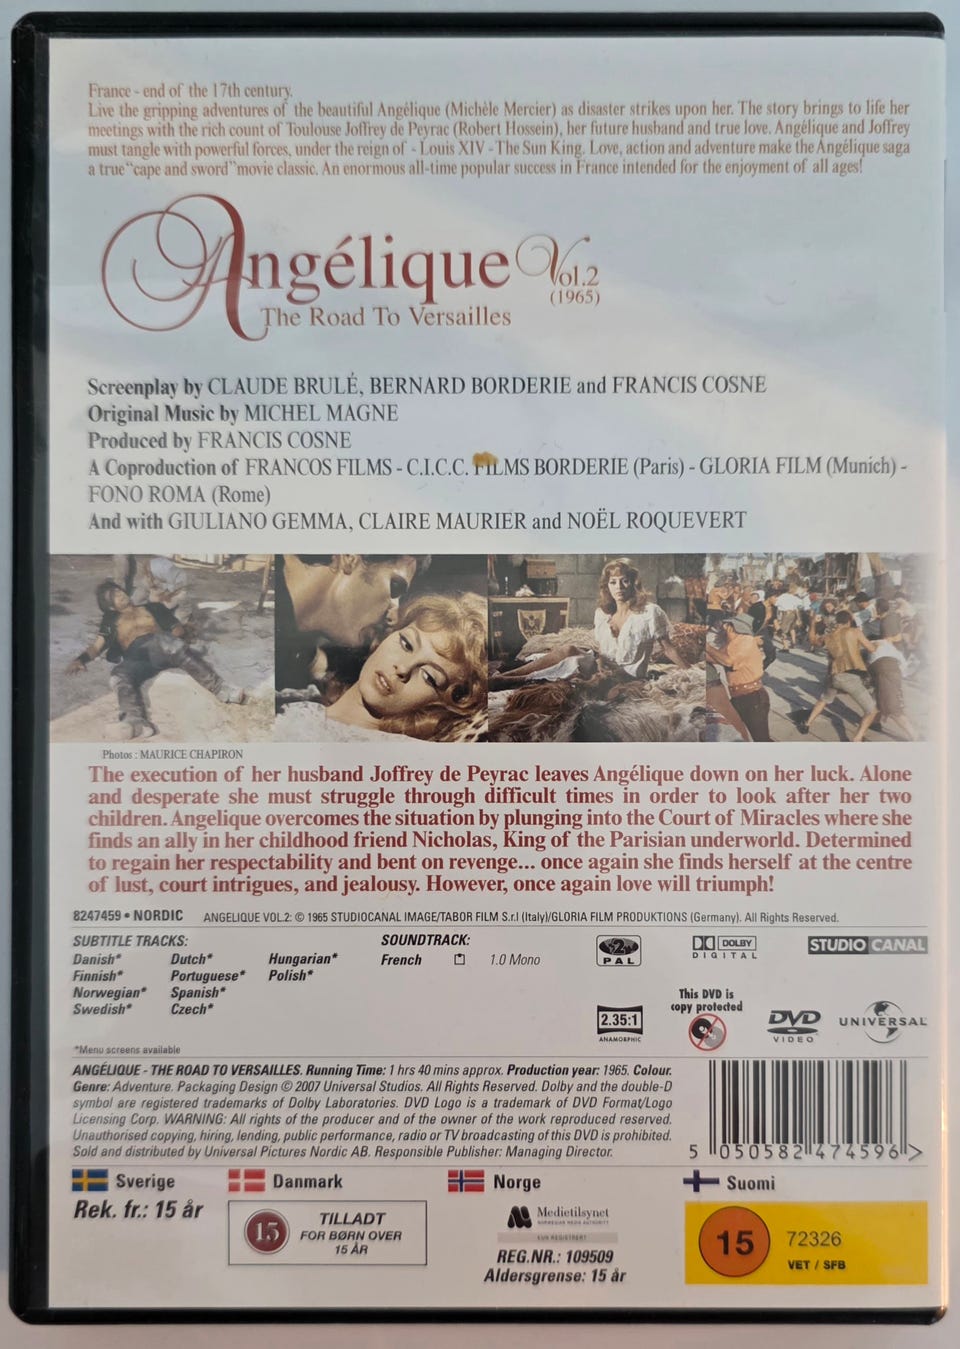 France - end of the 17th century.
Live the gripping adventures of the beautiful Angélique (Michèle Mercier) as disaster strikes upon her. The story brings to life her
meetings with the rich count of Toulouse Joffrey de Peyrac (Robert Hossein), her future husband and true love. Angélique and Joffrey
must tangle with powerful forces, under the reign of - Louis XIV - The Sun King. Love, action and adventure make the Angélique saga
a true "cape and sword" movie classic. An enormous all-time popular success in France intended for the enjoyment of all ages!
Angélique Vol.2
(1965)
The Road To Versailles
Screenplay by CLAUDE BRULÉ, BERNARD BORDERIE and FRANCIS COSNE
Original Music by MICHEL MAGNE
Produced by FRANCIS COSNE
A Coproduction of FRANCOS FILMS - C.I.C.C. FILMS BORDERIE (Paris) - GLORIA FILM (Munich) -
FONO ROMA (Rome)
And with GIULIANO GEMMA, CLAIRE MAURIER and NOËL ROQUEVERT
Photos : MAURICE CHAPIRON
The execution of her husband Joffrey de Peyrac leaves Angélique down on her luck. Alone
and desperate she must struggle through difficult times in order to look after her two
children. Angelique overcomes the situation by plunging into the Court of Miracles where she
finds an ally in her childhood friend Nicholas, King of the Parisian underworld. Determined
to regain her respectability and bent on revenge... once again she finds herself at the centre
of lust, court intrigues, and jealousy. However, once again love will triumph!
8247459 • NORDIC ANGELIQUE VOL.2: © 1965 STUDIOCANAL IMAGE/TABOR FILM S.r.l (Italy)/GLORIA FILM PRODUKTIONS (Germany). All Rights Reserved.
SUBTITLE TRACKS:
Danish* Dutch* Hungarian*
Finnish* Portuguese* Polish*
Norwegian* Spanish*
Swedish* Czech*
*Menu screens available
SOUNDTRACK:
French 1.0 Mono
2
PAL
DOLBY
DIGITAL
STUDIO CANAL
2.35:1
ANAMORPHIC
This DVD is
copy protected
DVD
VIDEO
UNIVERSAL
ANGÉLIQUE - THE ROAD TO VERSAILLES. Running Time: 1 hrs 40 mins approx. Production year: 1965. Colour.
Genre: Adventure. Packaging Design © 2007 Universal Studios. All Rights Reserved. Dolby and the double-D
symbol are registered trademarks of Dolby Laboratories. DVD Logo is a trademark of DVD Format/Logo
Licensing Corp. WARNING: All rights of the producer and of the owner of the work reproduced reserved.
Unauthorised copying, hiring, lending, public performance, radio or TV broadcasting of this DVD is prohibited.
Sold and distributed by Universal Pictures Nordic AB. Responsible Publisher: Managing Director.
5 050582 474596 >
Sverige
Rek. fr.: 15 år
Danmark
15
TILLADT
FOR BØRN OVER
15 ÅR
Norge
Medietilsynet
NORWEGIAN MEDIA AUTHORITY
KUN REGISTRERT
REG.NR.: 109509
Aldersgrense: 15 år
Suomi
15
72326
VET / SFB